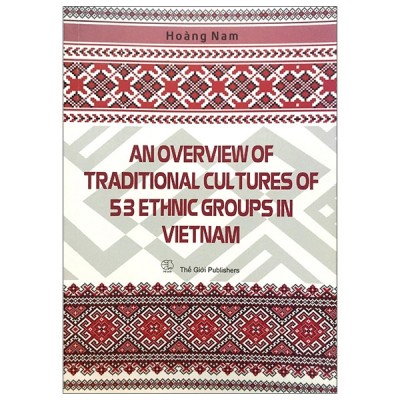 Hoàng Nam
AN OVERVIEW OF
TRADITIONAL CULTURES OF
53 ETHNIC GROUPS IN
VIETNAM
Thế Giới Publishers